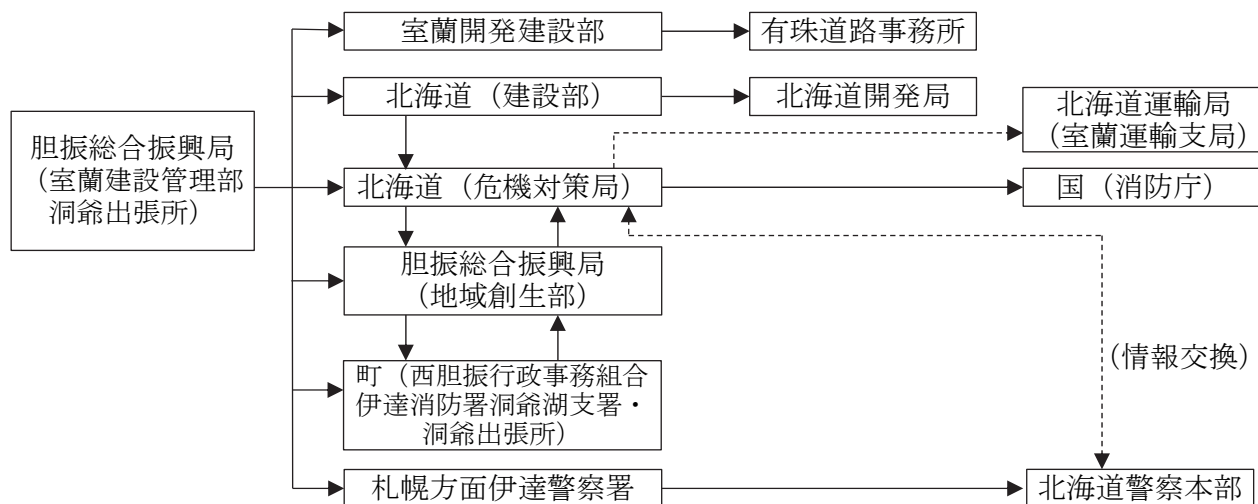 室蘭開発建設部
有珠道路事務所
北海道（建設部）
北海道開発局
北海道運輸局
（室蘭運輸支局）
胆振総合振興局
（室蘭建設管理部
洞爺出張所）
北海道（危機対策局）
国（消防庁）
胆振総合振興局
（地域創生部）
（情報交換）
町（西胆振行政事務組合
伊達消防署洞爺湖支署・
洞爺出張所）
札幌方面伊達警察署
北海道警察本部